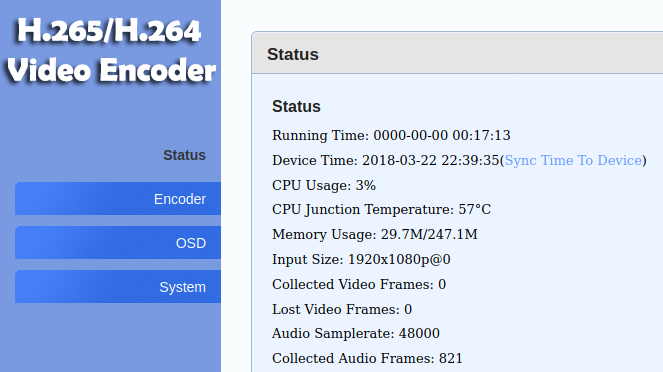 H.265/H.264
Video Encoder
Status
Encoder
OSD
System
Status
Status
Running Time: 0000-00-00 00:17:13
Device Time: 2018-03-22 22:39:35(Sync Time To Device)
CPU Usage: 3%
CPU Junction Temperature: 57°C
Memory Usage: 29.7M/247.1M
Input Size: 1920x1080p@0
Collected Video Frames: 0
Lost Video Frames: 0
Audio Samplerate: 48000
Collected Audio Frames: 821